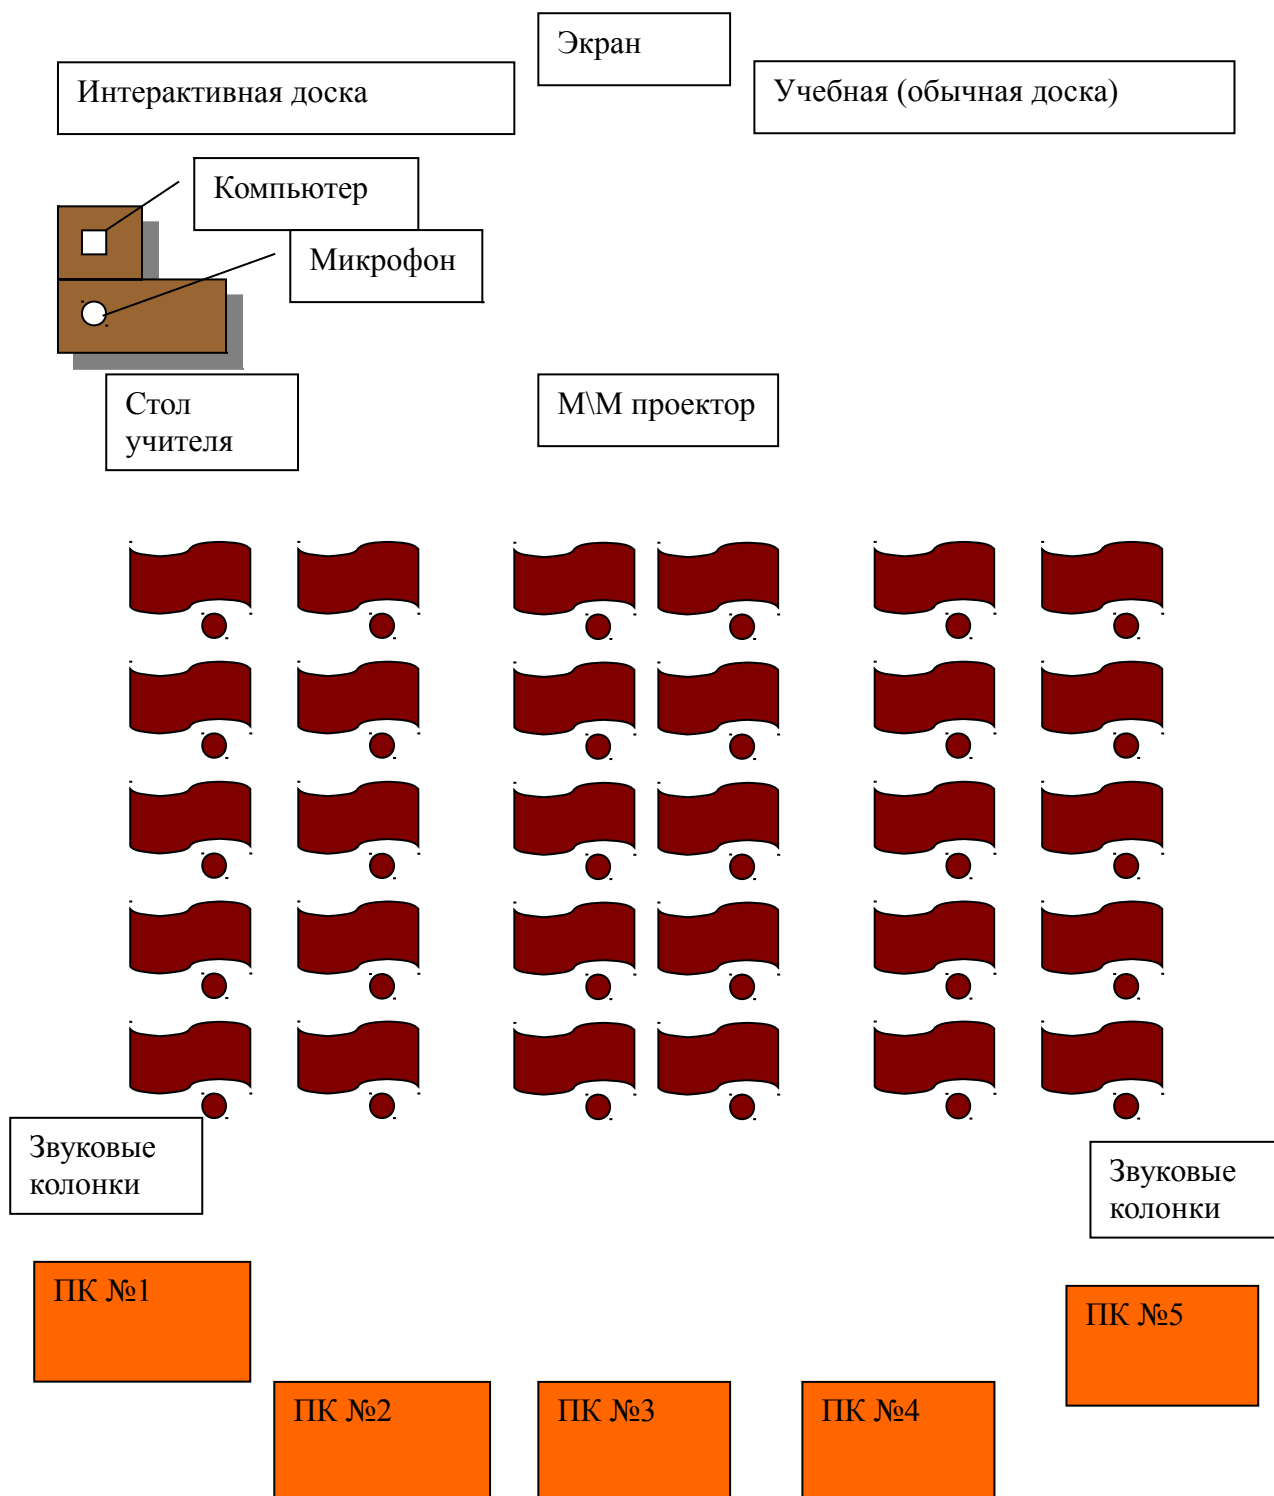 Экран
Интерактивная доска
Учебная (обычная доска)
Компьютер
Микрофон
Стол
учителя
М\М проектор
Звуковые
колонки
Звуковые
колонки
ПК №1
ПК №5
ПК №2
ПК №3
ПК №4